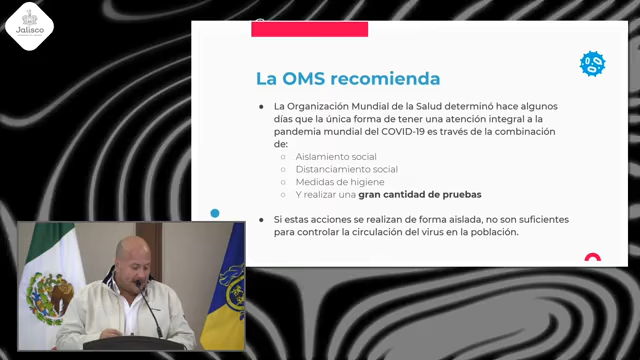 Jalisco
La OMS recomienda
● La Organización Mundial de la Salud determinó hace algunos
días que la única forma de tener una atención integral a la
pandemia mundial del COVID-19 es través de la combinación
de:
○ Aislamiento social
○ Distanciamiento social
○ Medidas de higiene
○ Y realizar una gran cantidad de pruebas
● Si estas acciones se realizan de forma aislada, no son suficientes
para controlar la circulación del virus en la población.